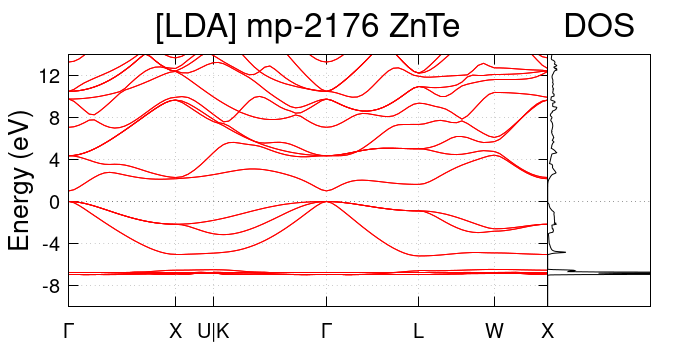 [LDA] mp-2176 ZnTe DOS
Energy (eV)
12
8
4
0
-4
-8
Γ X U|K Γ L W X